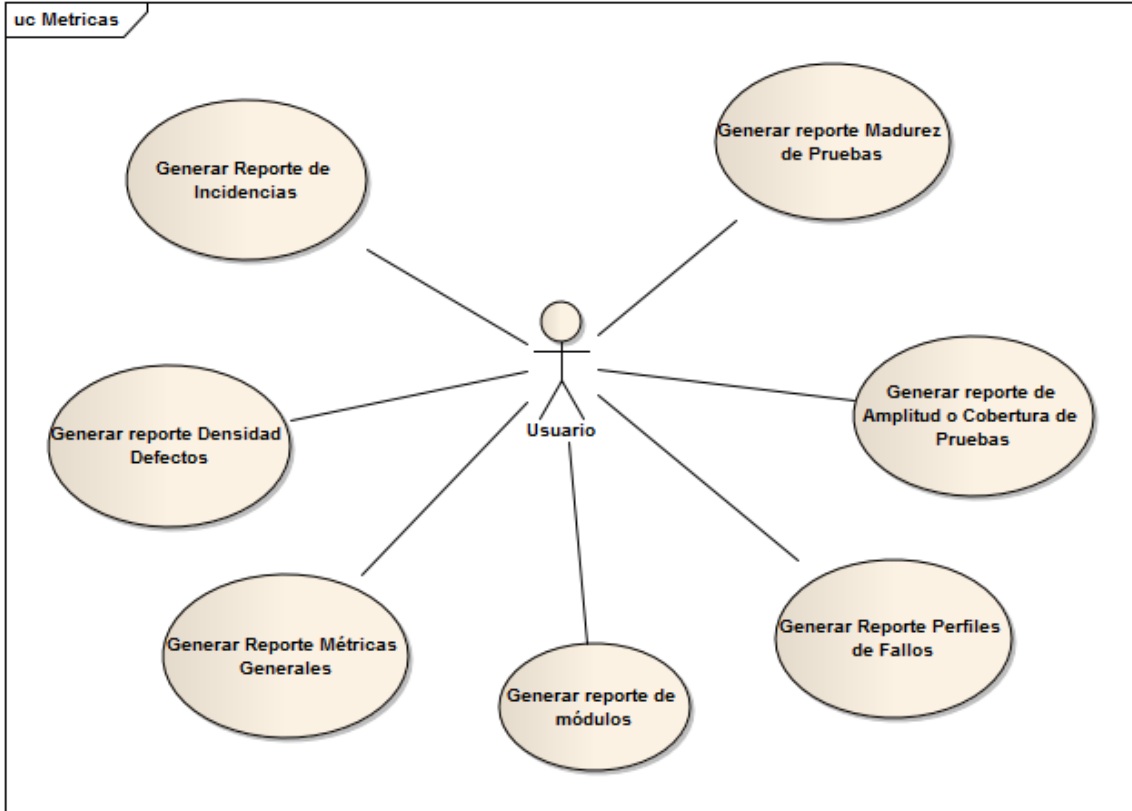 uc Metricas
Generar Reporte de
Incidencias
Generar reporte Madurez
de Pruebas
Usuario
Generar reporte Densidad
Defectos
Generar reporte de
Amplitud o Cobertura de
Pruebas
Generar Reporte Métricas
Generales
Generar reporte de
módulos
Generar Reporte Perfiles
de Fallos